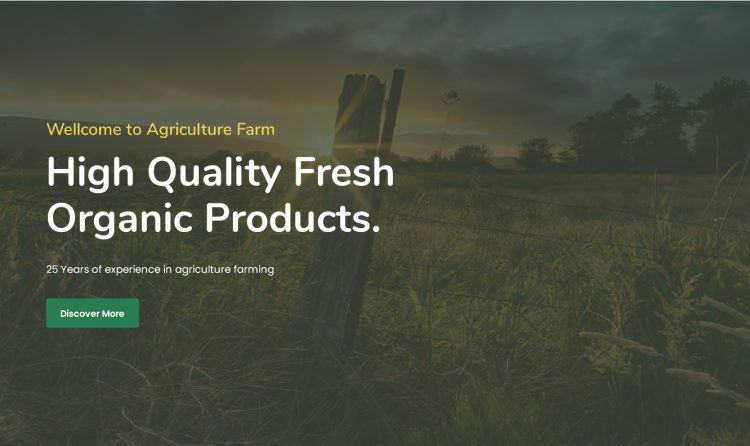 Wellcome to Agriculture Farm
High Quality Fresh
Organic Products.
25 Years of experience in agriculture farming
Discover More